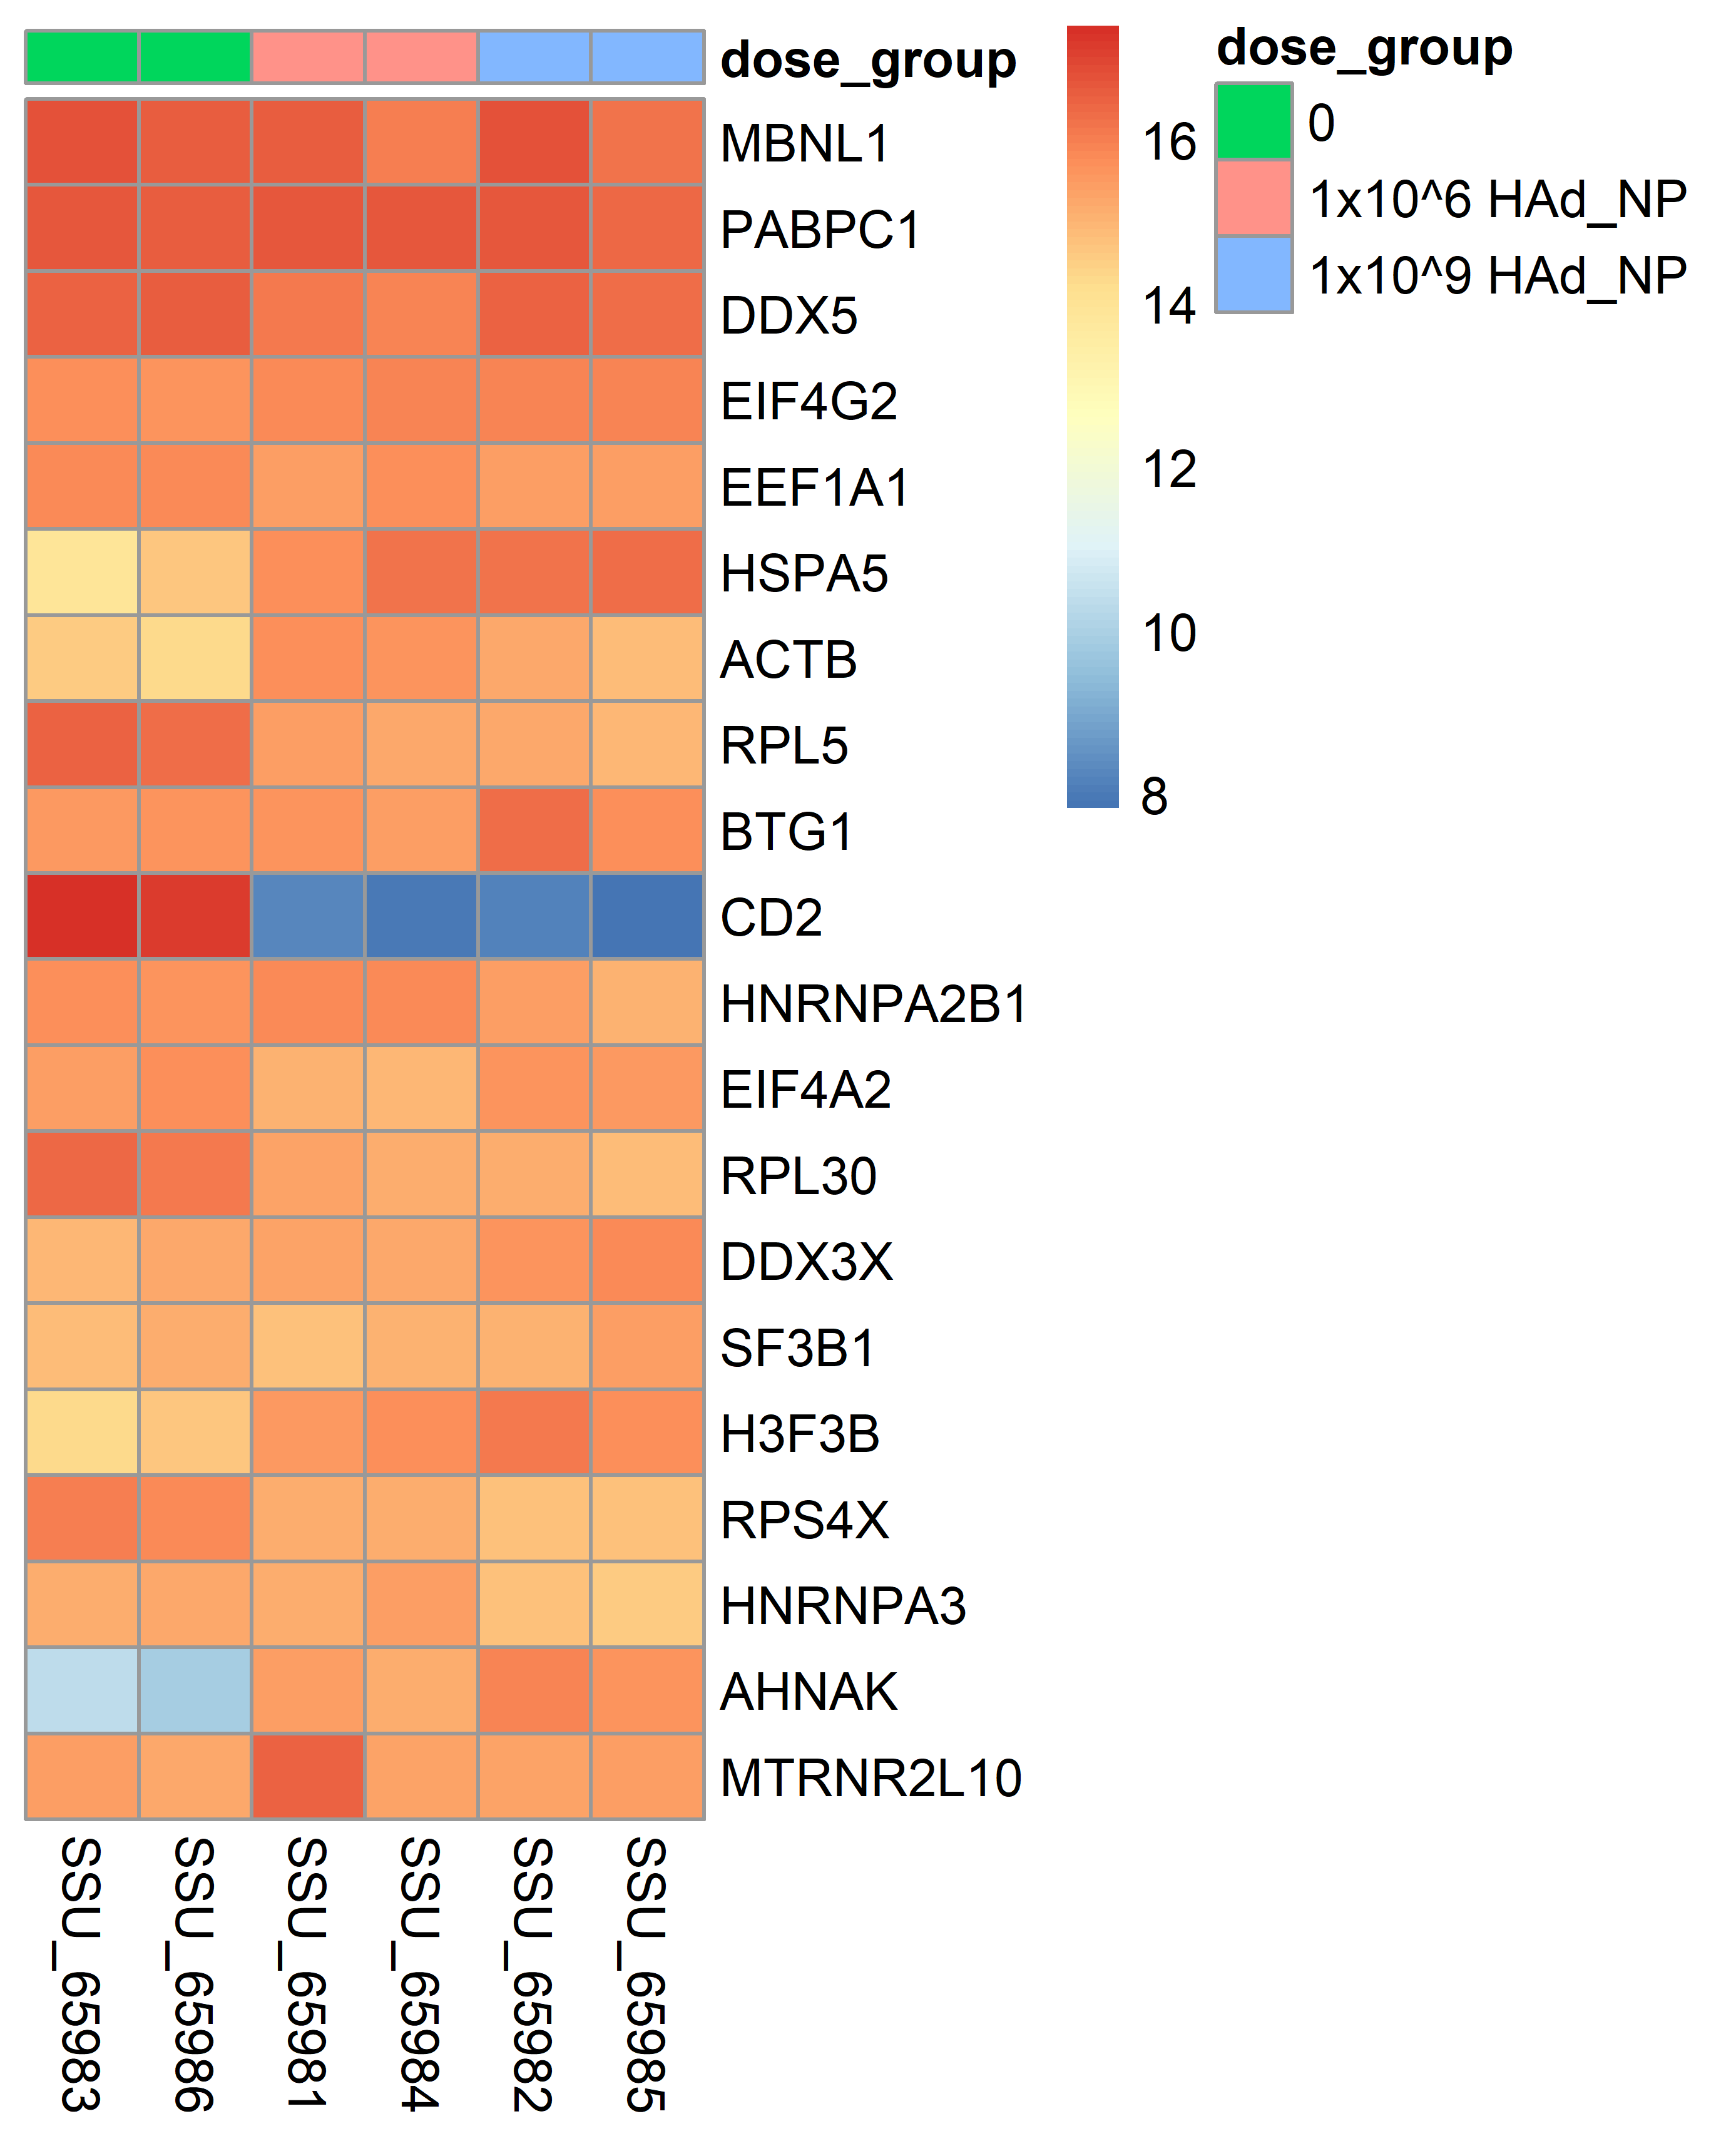 dose_group
MBNL1
PABPC1
DDX5
EIF4G2
EEF1A1
HSPA5
ACTB
RPL5
BTG1
CD2
HNRNPA2B1
EIF4A2
RPL30
DDX3X
SF3B1
H3F3B
RPS4X
HNRNPA3
AHNAK
MTRNR2L10
SSU_65983
SSU_65986
SSU_65981
SSU_65984
SSU_65982
SSU_65985
16
14
12
10
8
dose_group
0
1x10^6 HAd_NP
1x10^9 HAd_NP